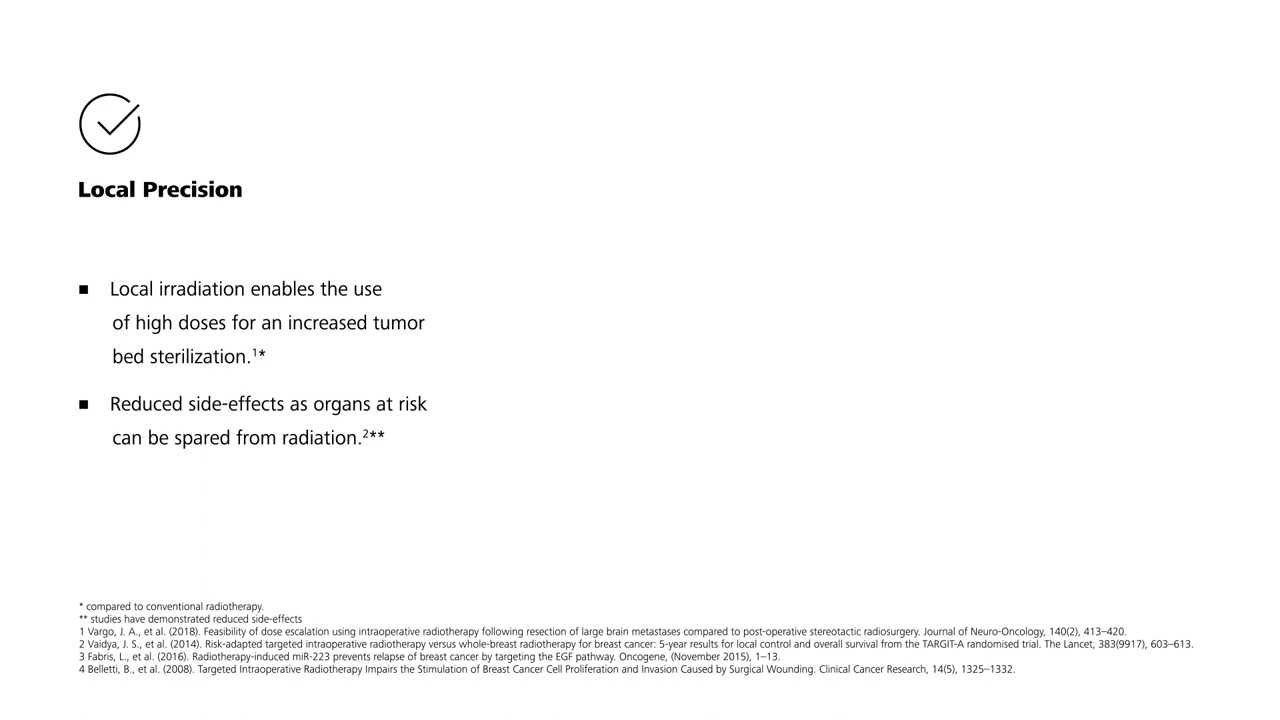 Local Precision
■ Local irradiation enables the use
of high doses for an increased tumor
bed sterilization.¹*
■ Reduced side-effects as organs at risk
can be spared from radiation.²**
* compared to conventional radiotherapy.
** studies have demonstrated reduced side-effects
1 Vargo, J. A., et al. (2018). Feasibility of dose escalation using intraoperative radiotherapy following resection of large brain metastases compared to post-operative stereotactic radiosurgery. Journal of Neuro-Oncology, 140(2), 413–420.
2 Vaidya, J. S., et al. (2014). Risk-adapted targeted intraoperative radiotherapy versus whole-breast radiotherapy for breast cancer: 5-year results for local control and overall survival from the TARGIT-A randomised trial. The Lancet, 383(9917), 603–613.
3 Fabris, L., et al. (2016). Radiotherapy-induced miR-223 prevents relapse of breast cancer by targeting the EGF pathway. Oncogene, (November 2015), 1–13.
4 Belletti, B., et al. (2008). Targeted Intraoperative Radiotherapy Impairs the Stimulation of Breast Cancer Cell Proliferation and Invasion Caused by Surgical Wounding. Clinical Cancer Research, 14(5), 1325–1332.